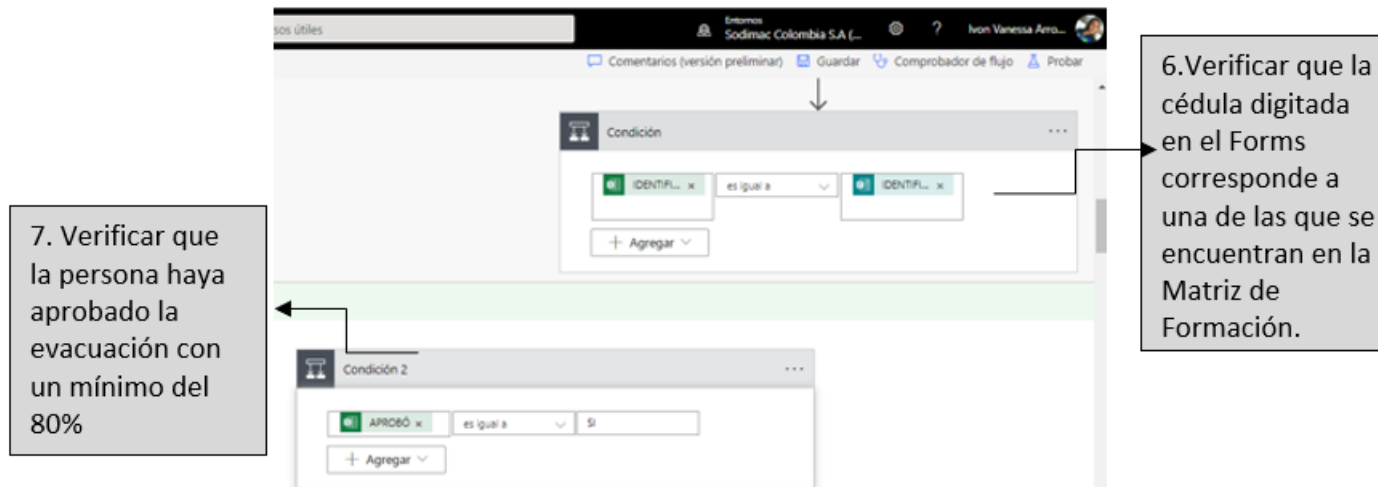 sos útiles
Entornos
Sodimac Colombia S.A (...
?
Ivon Vanessa Arro...
Comentarios (versión preliminar) Guardar Comprobador de flujo Probar
Condición ...
IDENTIFI... × es igual a IDENTIFI... ×
+ Agregar
6.Verificar que la
cédula digitada
en el Forms
corresponde a
una de las que se
encuentran en la
Matriz de
Formación.
7. Verificar que
la persona haya
aprobado la
evacuación con
un mínimo del
80%
Condición 2 ...
APROBÓ × es igual a SI
+ Agregar